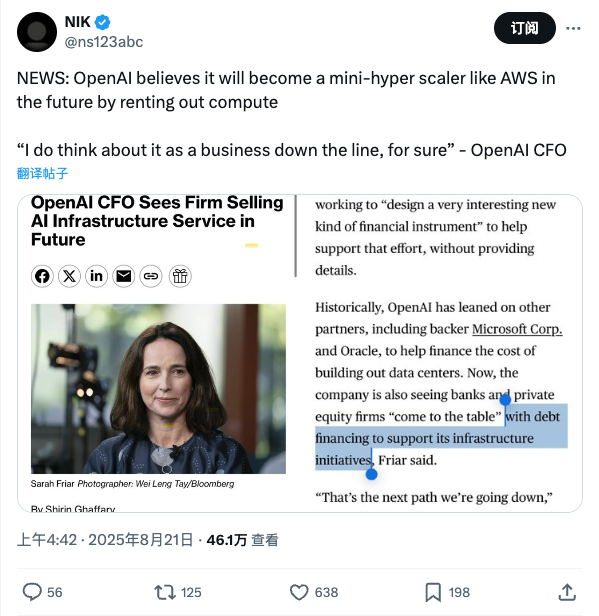 NIK
@ns123abc
订阅
NEWS: OpenAI believes it will become a mini-hyper scaler like AWS in
the future by renting out compute
“I do think about it as a business down the line, for sure” - OpenAI CFO
翻译帖子
OpenAI CFO Sees Firm Selling
AI Infrastructure Service in
Future
Sarah Friar Photographer: Wei Leng Tay/Bloomberg
By Shirin Ghaffary
working to “design a very interesting new
kind of financial instrument” to help
support that effort, without providing
details.
Historically, OpenAI has leaned on other
partners, including backer Microsoft Corp.
and Oracle, to help finance the cost of
building out data centers. Now, the
company is also seeing banks and private
equity firms “come to the table” with debt
financing to support its infrastructure
initiatives, Friar said.
“That’s the next path we’re going down,”
上午4:42 · 2025年8月21日 · 46.1万 查看
56
125
638
198